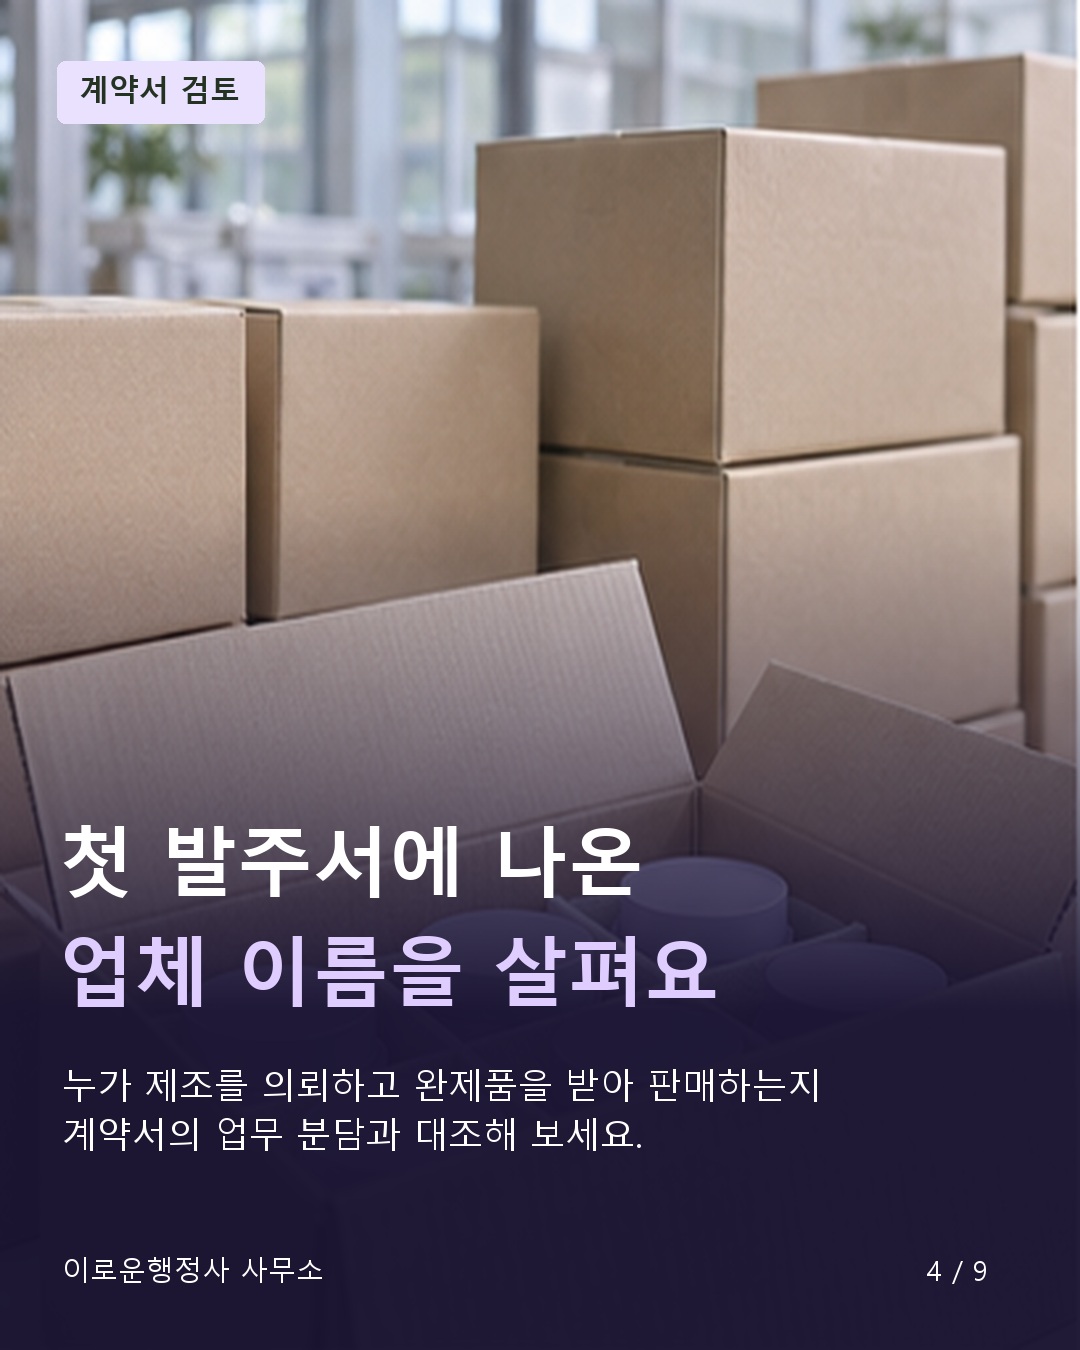 계약서 검토
첫 발주서에 나온
업체 이름을 살펴요
누가 제조를 의뢰하고 완제품을 받아 판매하는지
계약서의 업무 분담과 대조해 보세요.
이로운행정사 사무소
4 / 9